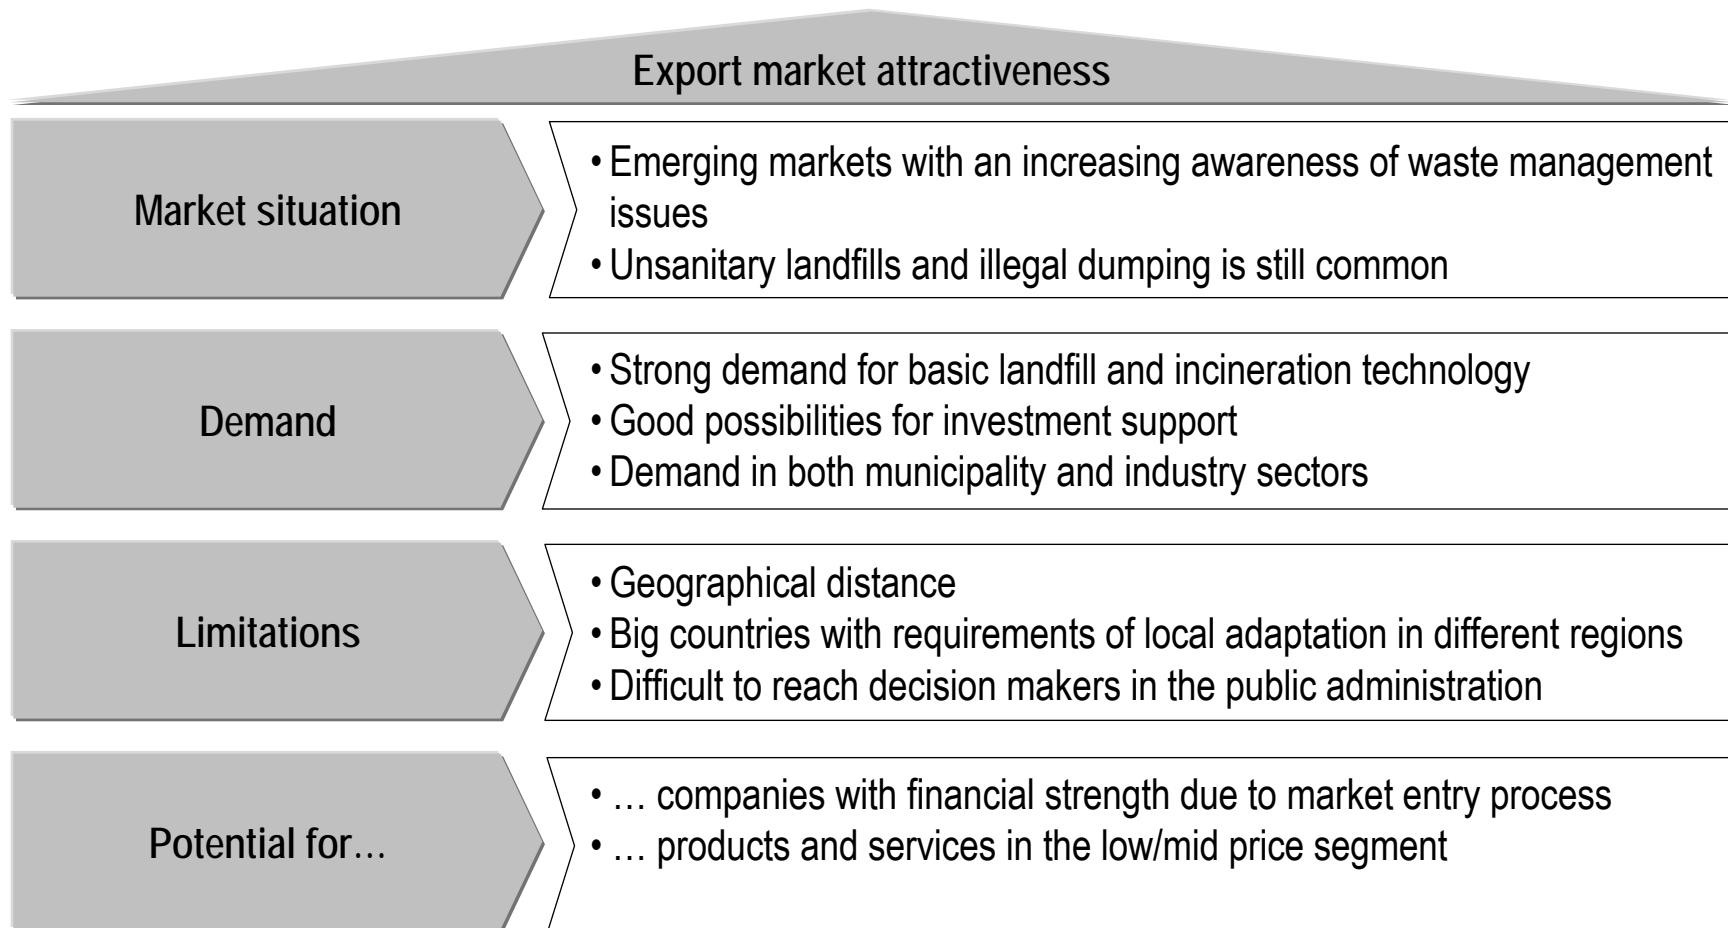 Export market attractiveness
Market situation
• Emerging markets with an increasing awareness of waste management
issues
• Unsanitary landfills and illegal dumping is still common
Demand
• Strong demand for basic landfill and incineration technology
• Good possibilities for investment support
• Demand in both municipality and industry sectors
Limitations
• Geographical distance
• Big countries with requirements of local adaptation in different regions
• Difficult to reach decision makers in the public administration
Potential for…
• … companies with financial strength due to market entry process
• … products and services in the low/mid price segment